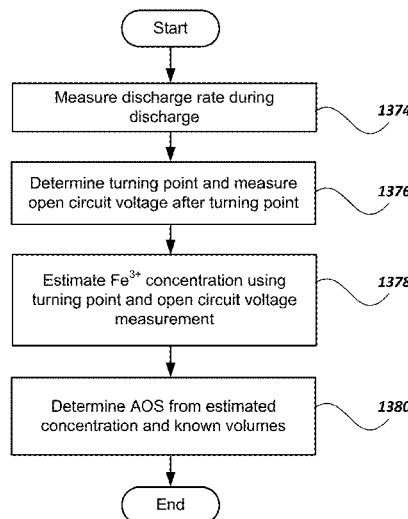 Start
Measure discharge rate during
discharge
1374
Determine turning point and measure
open circuit voltage after turning point
1376
Estimate Fe³⁺ concentration using
turning point and open circuit voltage
measurement
1378
Determine AOS from estimated
concentration and known volumes
1380
End